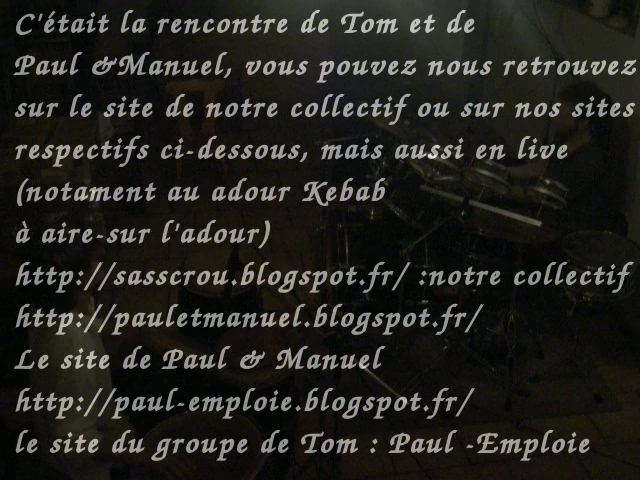 C'était la rencontre de Tom et de
Paul &Manuel, vous pouvez nous retrouvez
sur le site de notre collectif ou sur nos sites
respectifs ci-dessous, mais aussi en live
(notament au adour Kebab
à aire-sur l'adour)
http://sasscrou.blogspot.fr/ :notre collectif
http://pauletmanuel.blogspot.fr/
Le site de Paul & Manuel
http://paul-emploie.blogspot.fr/
le site du groupe de Tom : Paul -Emploie